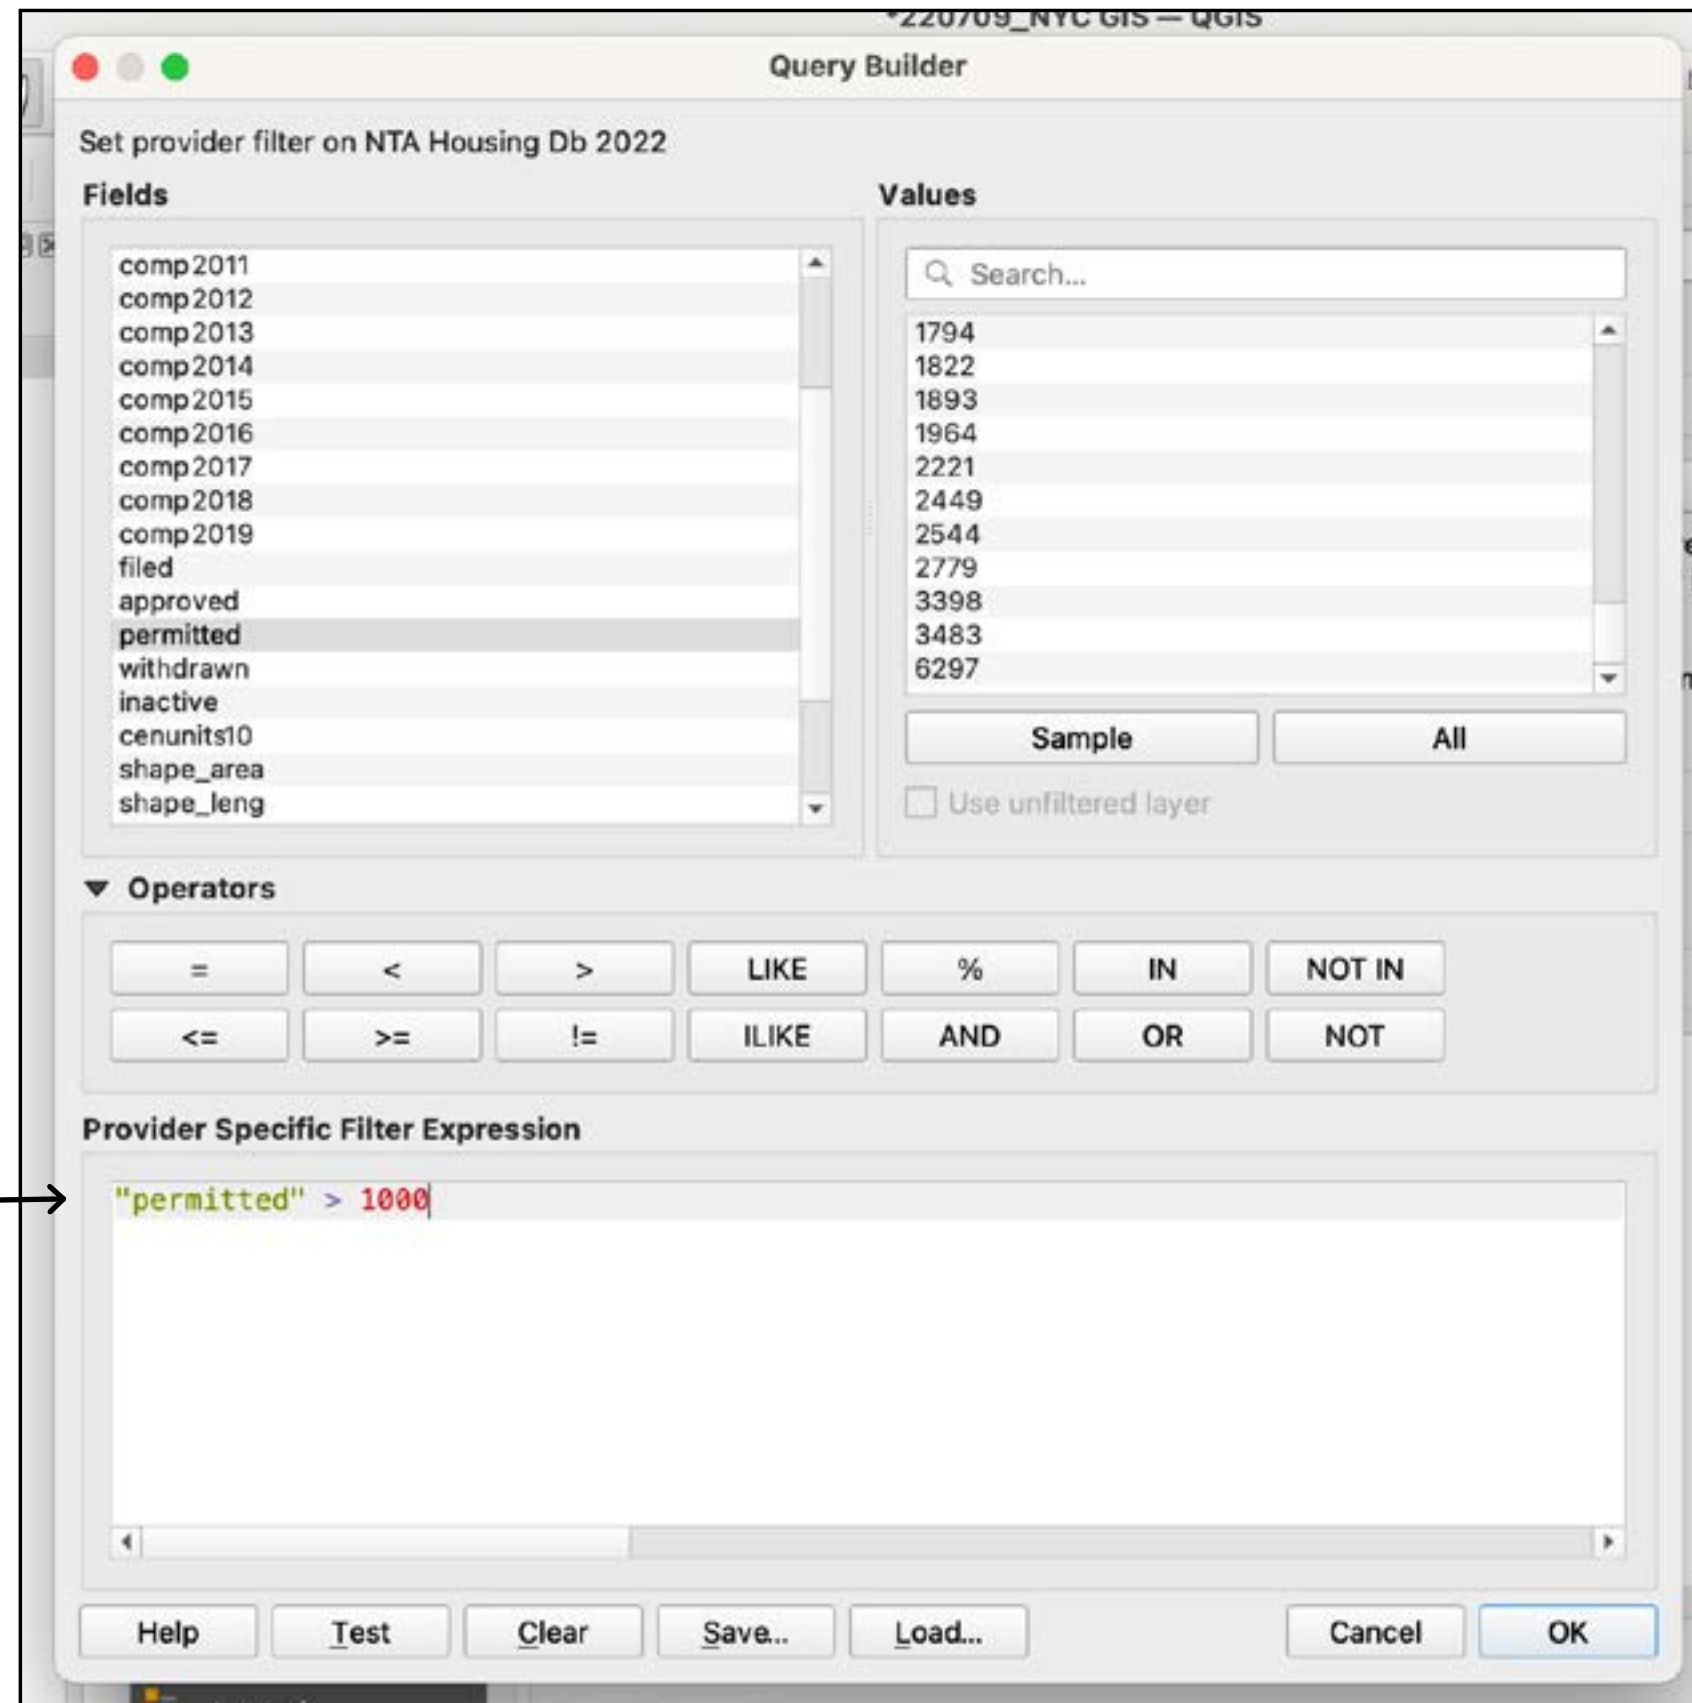 *220709_NYC GIS — QGIS
Query Builder
Set provider filter on NTA Housing Db 2022
Fields
comp2011
comp2012
comp2013
comp2014
comp2015
comp2016
comp2017
comp2018
comp2019
filed
approved
permitted
withdrawn
inactive
cenunits10
shape_area
shape_leng
Values
Search...
1794
1822
1893
1964
2221
2449
2544
2779
3398
3483
6297
Sample All
Use unfiltered layer
Operators
= < > LIKE % IN NOT IN
<= >= != ILIKE AND OR NOT
Provider Specific Filter Expression
"permitted" > 1000
Help Test Clear Save... Load... Cancel OK